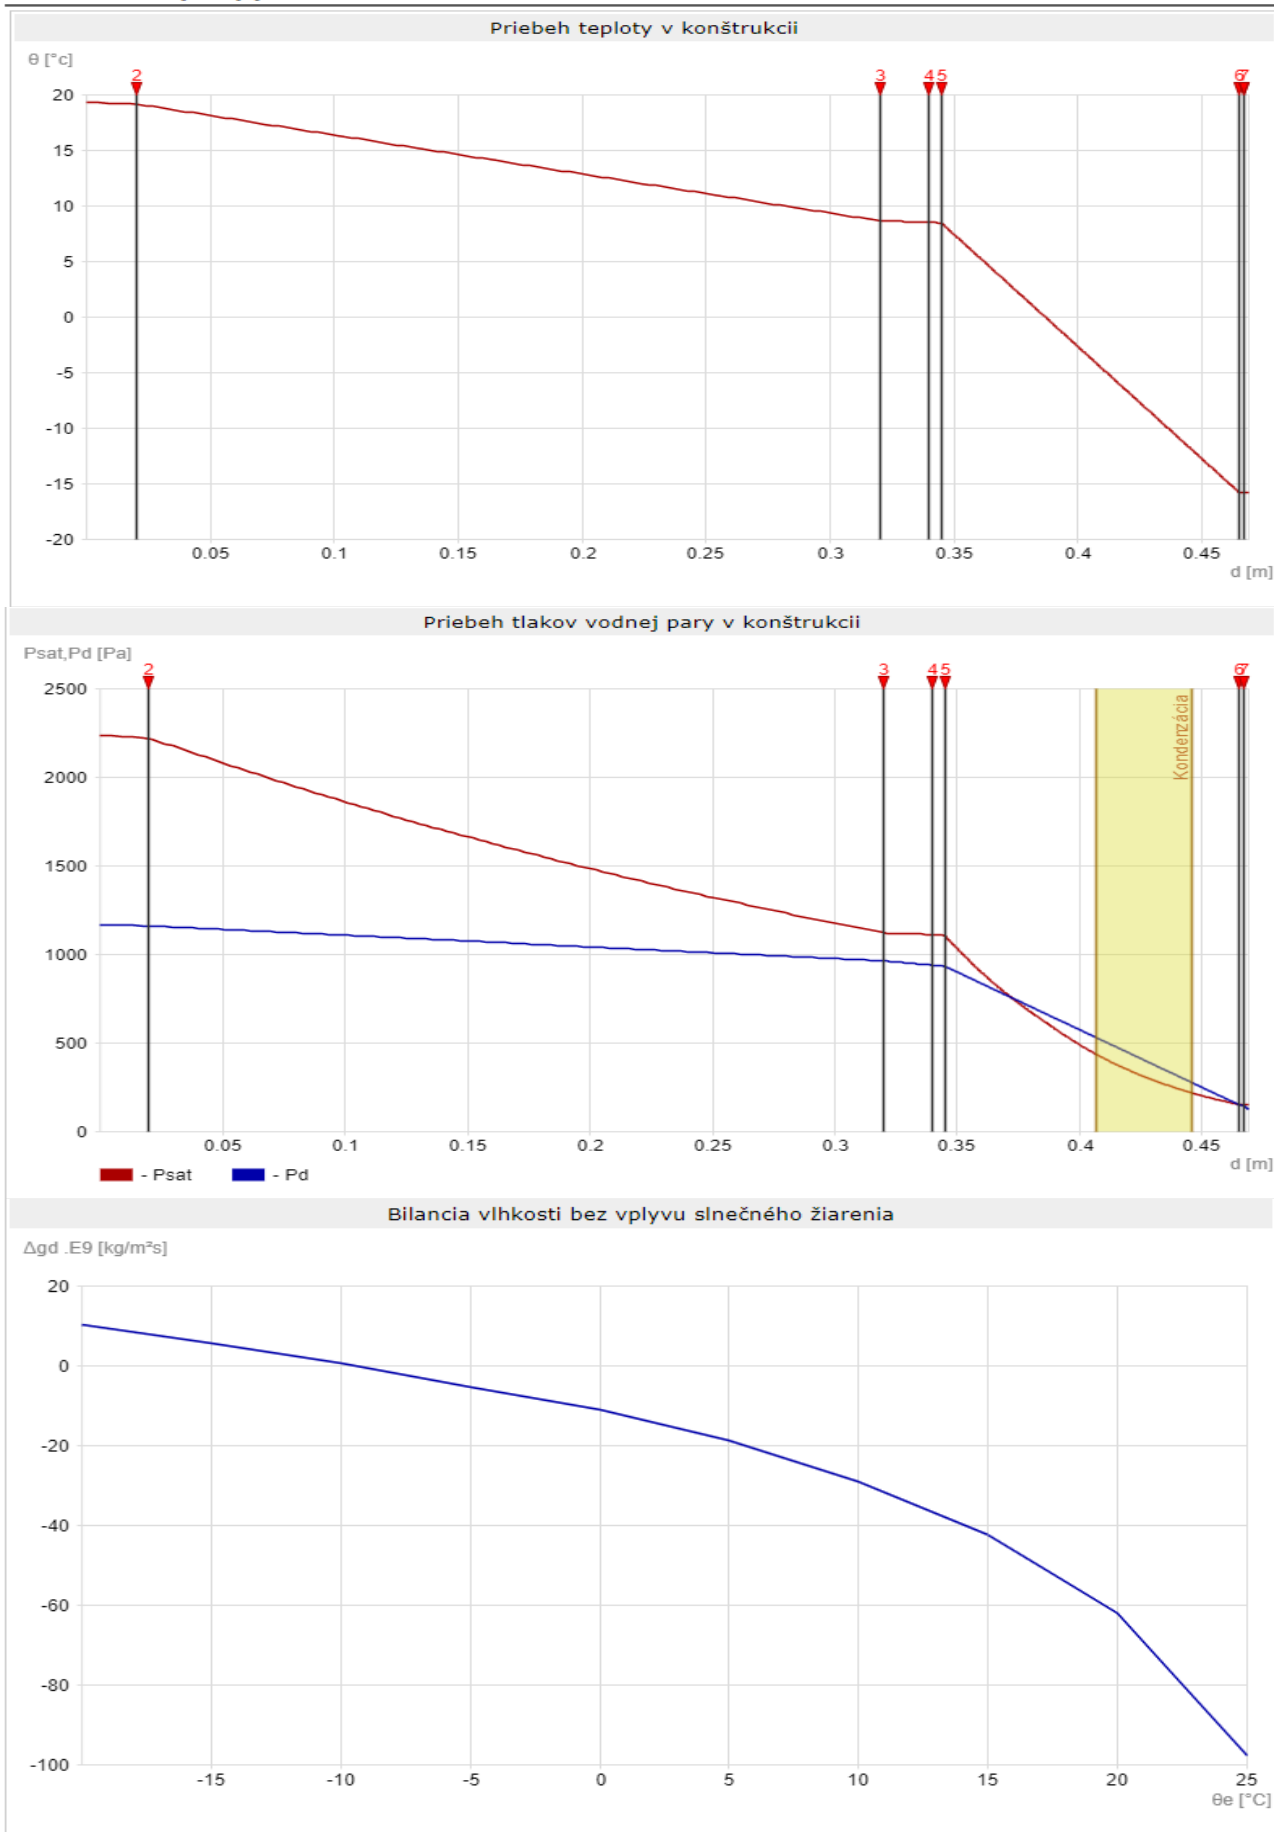 Priebeh teploty v konštrukcii
θ [°c]
2 3 4 5 6 7
20
15
10
5
0
-5
-10
-15
-20
0.05 0.1 0.15 0.2 0.25 0.3 0.35 0.4 0.45
d [m]
Priebeh tlakov vodnej pary v konštrukcii
Psat,Pd [Pa]
2 3 4 5 6 7
2500
Kondenzácia
2000
1500
1000
500
0
0.05 0.1 0.15 0.2 0.25 0.3 0.35 0.4 0.45
d [m]
- Psat - Pd
Bilancia vlhkosti bez vplyvu slnečného žiarenia
Δgd .E9 [kg/m²s]
20
0
-20
-40
-60
-80
-100
-15 -10 -5 0 5 10 15 20 25
θe [°C]